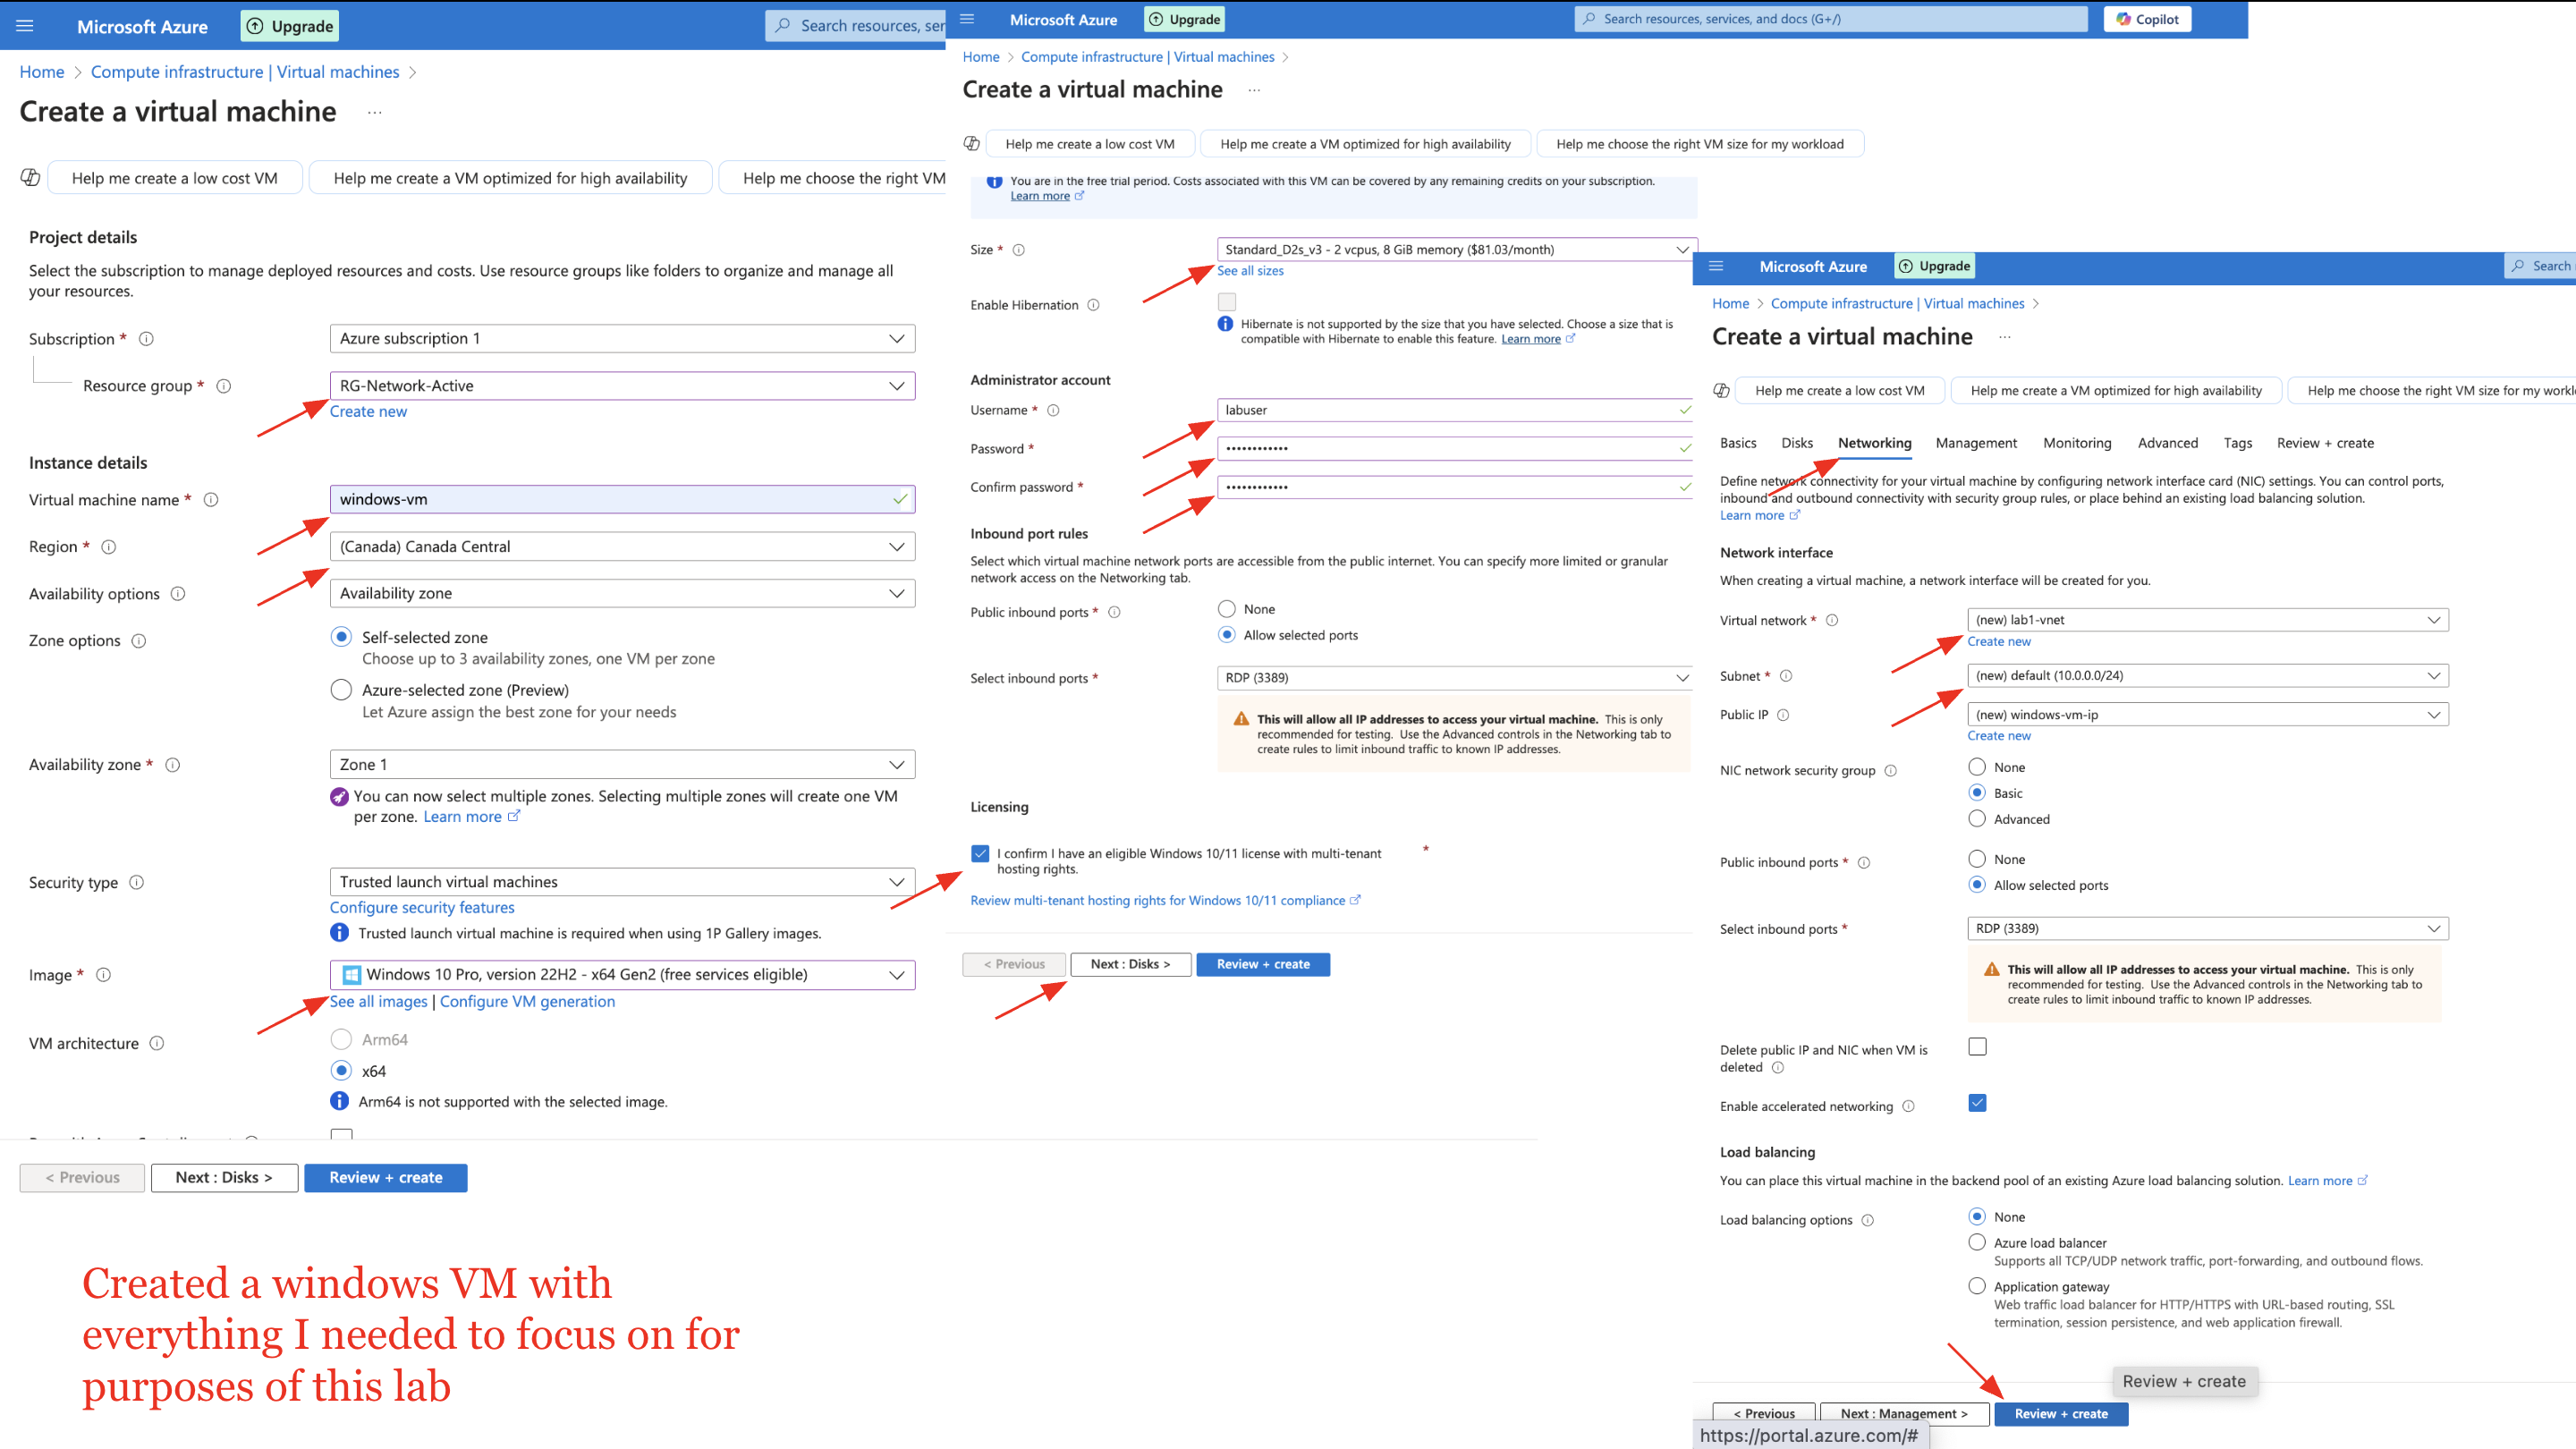 Microsoft Azure
Upgrade
Search resources, ser
Home > Compute infrastructure | Virtual machines >
Create a virtual machine ...
Help me create a low cost VM
Help me create a VM optimized for high availability
Help me choose the right VM
Project details
Select the subscription to manage deployed resources and costs. Use resource groups like folders to organize and manage all
your resources.
Subscription *
Azure subscription 1
Resource group *
RG-Network-Active
Create new
Instance details
Virtual machine name *
windows-vm
Region *
(Canada) Canada Central
Availability options
Availability zone
Zone options
Self-selected zone
Choose up to 3 availability zones, one VM per zone
Azure-selected zone (Preview)
Let Azure assign the best zone for your needs
Availability zone *
Zone 1
You can now select multiple zones. Selecting multiple zones will create one VM
per zone. Learn more
Security type
Trusted launch virtual machines
Configure security features
Trusted launch virtual machine is required when using 1P Gallery images.
Image *
Windows 10 Pro, version 22H2 - x64 Gen2 (free services eligible)
See all images | Configure VM generation
VM architecture
Arm64
x64
Arm64 is not supported with the selected image.
< Previous
Next : Disks >
Review + create
Created a windows VM with
everything I needed to focus on for
purposes of this lab
Microsoft Azure
Upgrade
Search resources, services, and docs (G+/)
Copilot
Home > Compute infrastructure | Virtual machines >
Create a virtual machine ...
Help me create a low cost VM
Help me create a VM optimized for high availability
Help me choose the right VM size for my workload
You are in the free trial period. Costs associated with this VM can be covered by any remaining credits on your subscription.
Learn more
Size *
Standard_D2s_v3 - 2 vcpus, 8 GiB memory ($81.03/month)
See all sizes
Enable Hibernation
Hibernate is not supported by the size that you have selected. Choose a size that is
compatible with Hibernate to enable this feature. Learn more
Administrator account
Username *
labuser
Password *
••••••••••••
Confirm password *
••••••••••••
Inbound port rules
Select which virtual machine network ports are accessible from the public internet. You can specify more limited or granular
network access on the Networking tab.
Public inbound ports *
None
Allow selected ports
Select inbound ports *
RDP (3389)
This will allow all IP addresses to access your virtual machine. This is only
recommended for testing. Use the Advanced controls in the Networking tab to
create rules to limit inbound traffic to known IP addresses.
Licensing
I confirm I have an eligible Windows 10/11 license with multi-tenant *
hosting rights.
Review multi-tenant hosting rights for Windows 10/11 compliance
< Previous
Next : Disks >
Review + create
Microsoft Azure
Upgrade
Search
Home > Compute infrastructure | Virtual machines >
Create a virtual machine ...
Help me create a low cost VM
Help me create a VM optimized for high availability
Help me choose the right VM size for my workl
Basics Disks Networking Management Monitoring Advanced Tags Review + create
Define network connectivity for your virtual machine by configuring network interface card (NIC) settings. You can control ports,
inbound and outbound connectivity with security group rules, or place behind an existing load balancing solution.
Learn more
Network interface
When creating a virtual machine, a network interface will be created for you.
Virtual network *
(new) lab1-vnet
Create new
Subnet *
(new) default (10.0.0.0/24)
Public IP
(new) windows-vm-ip
Create new
NIC network security group
None
Basic
Advanced
Public inbound ports *
None
Allow selected ports
Select inbound ports *
RDP (3389)
This will allow all IP addresses to access your virtual machine. This is only
recommended for testing. Use the Advanced controls in the Networking tab to
create rules to limit inbound traffic to known IP addresses.
Delete public IP and NIC when VM is
deleted
Enable accelerated networking
Load balancing
You can place this virtual machine in the backend pool of an existing Azure load balancing solution. Learn more
Load balancing options
None
Azure load balancer
Supports all TCP/UDP network traffic, port-forwarding, and outbound flows.
Application gateway
Web traffic load balancer for HTTP/HTTPS with URL-based routing, SSL
termination, session persistence, and web application firewall.
Review + create
< Previous
Next : Management >
Review + create
https://portal.azure.com/#